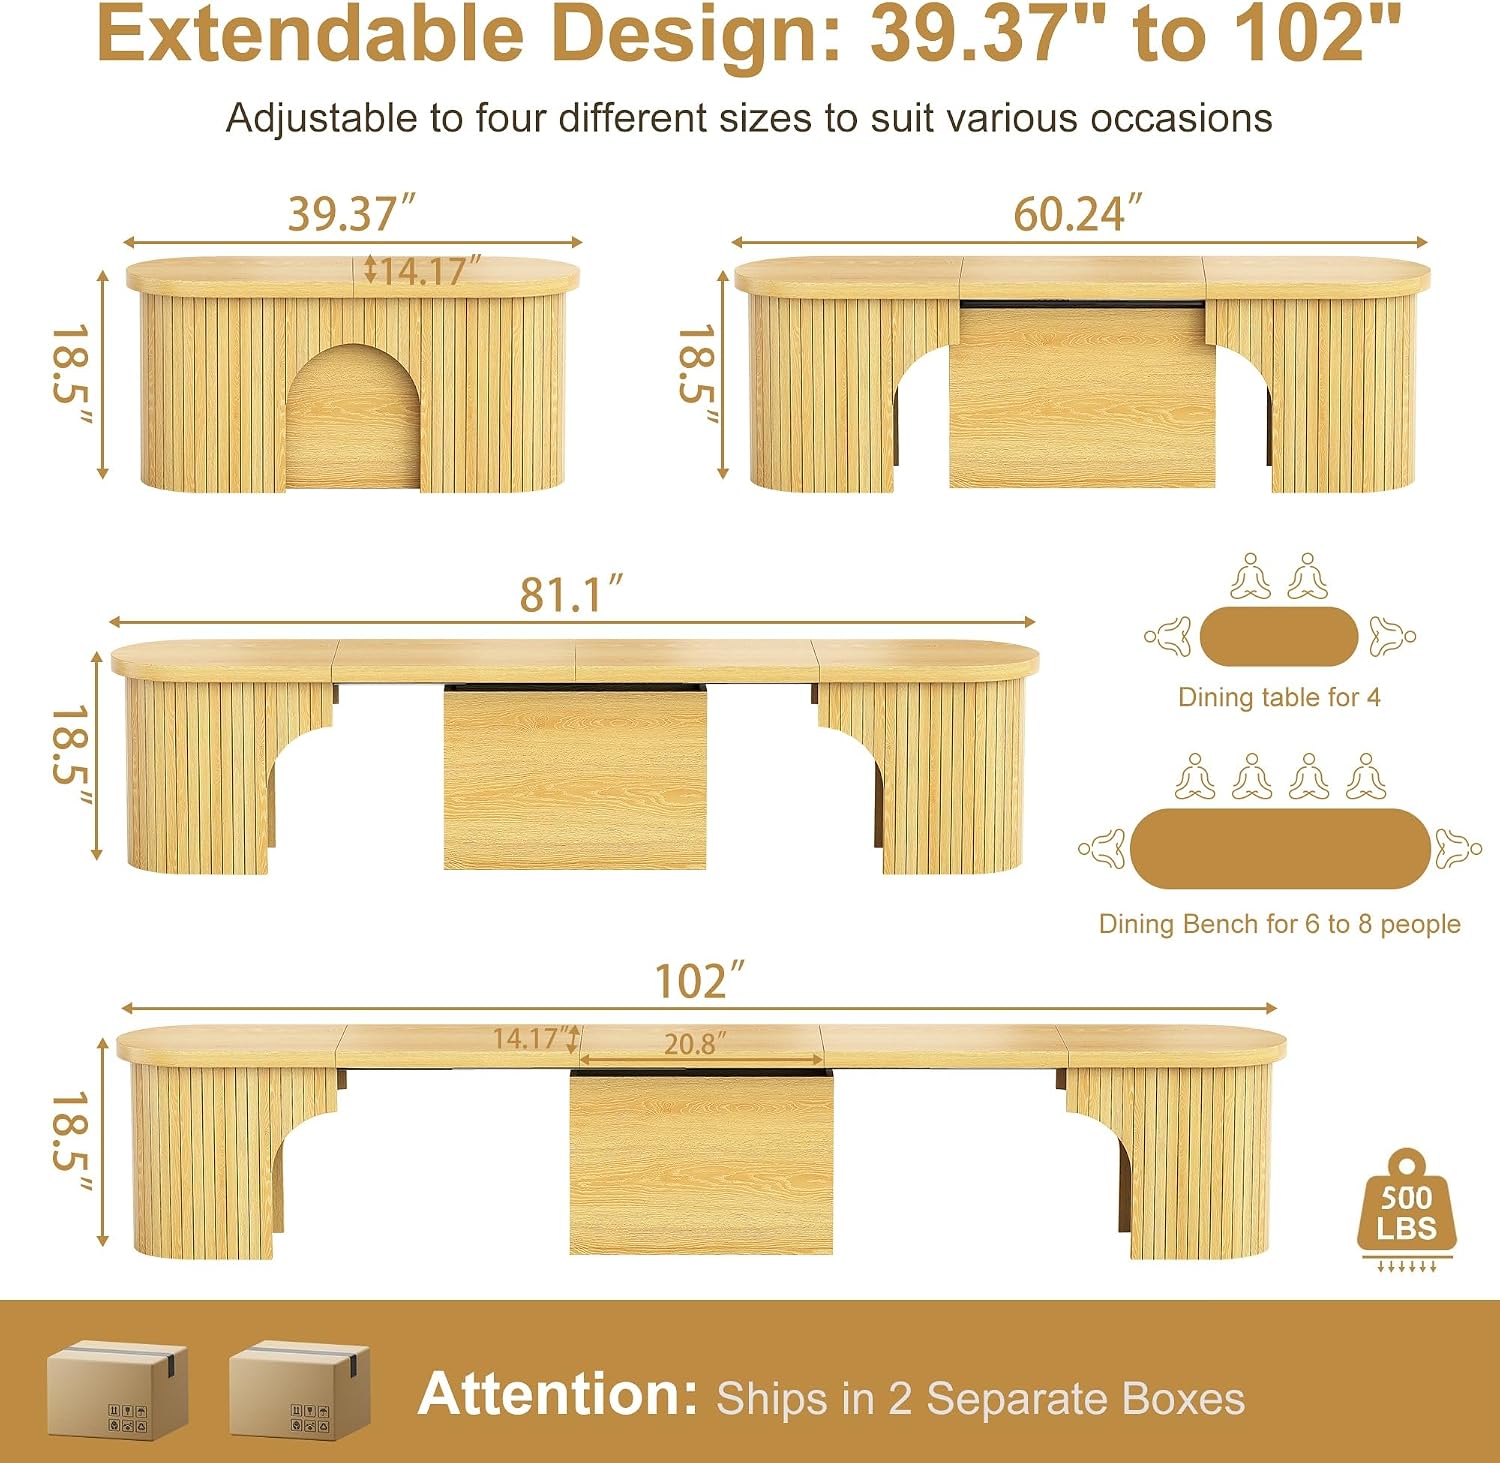 Extendable Design: 39.37" to 102"
Adjustable to four different sizes to suit various occasions
39.37"
14.17"
18.5"
60.24"
18.5"
81.1"
18.5"
Dining table for 4
Dining Bench for 6 to 8 people
102"
14.17"
20.8"
18.5"
500
LBS
Attention: Ships in 2 Separate Boxes